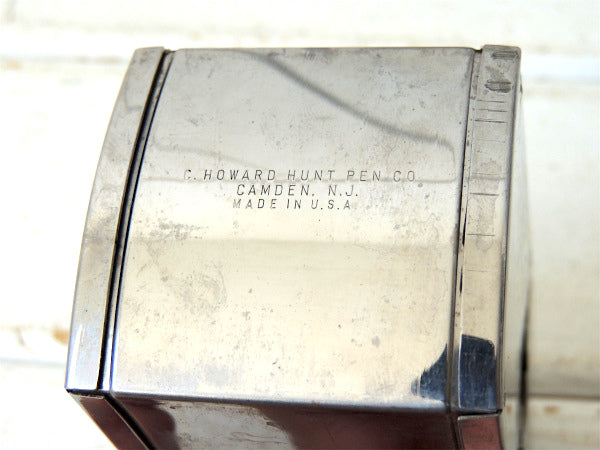 C. HOWARD HUNT PEN CO.
CAMDEN, N.J.
MADE IN U.S.A.